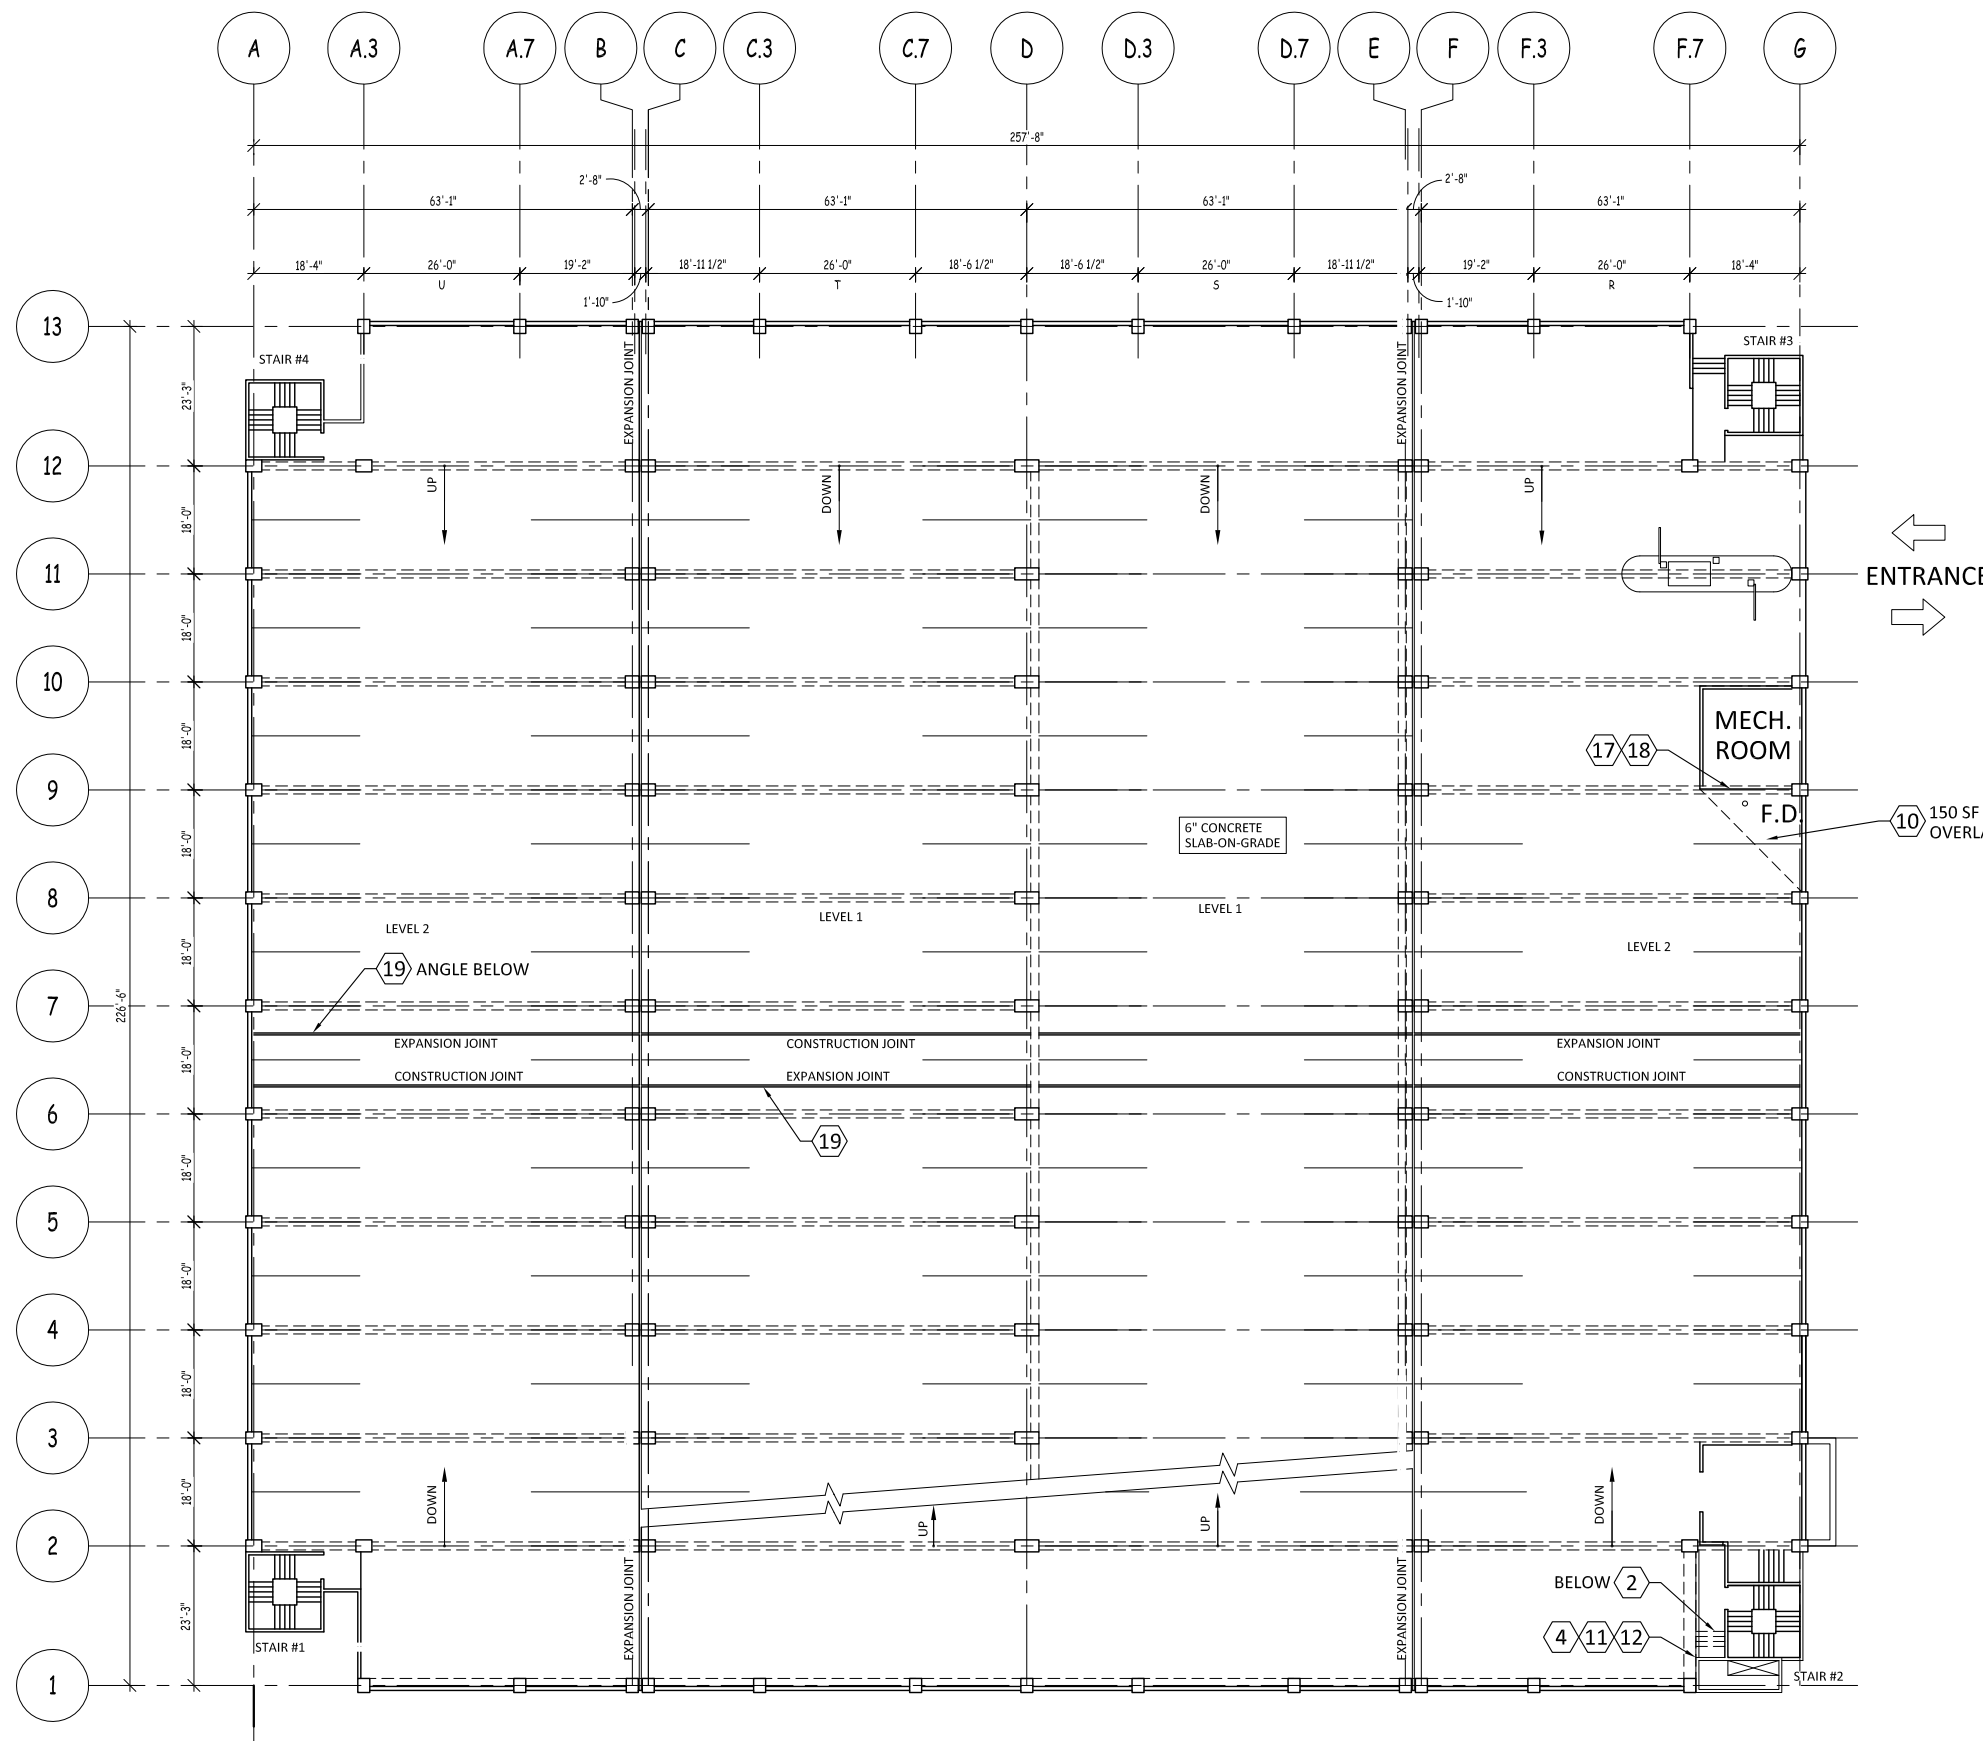 A A.3 A.7 B C C.3 C.7 D D.3 D.7 E F F.3 F.7 G
257'-8"
2'-8" 2'-8"
63'-1" 63'-1" 63'-1" 63'-1"
18'-4" 26'-0" 19'-2" 18'-11 1/2" 26'-0" 18'-6 1/2" 18'-6 1/2" 26'-0" 18'-11 1/2" 19'-2" 26'-0" 18'-4"
U T S R
1'-10" 1'-10"
13
STAIR #4
EXPANSION JOINT
EXPANSION JOINT
STAIR #3
23'-3"
12
UP
DOWN
DOWN
UP
18'-0"
11
ENTRANCE
18'-0"
10
MECH.
ROOM
18'-0"
17 18
9
F.D.
10
150 SF
6" CONCRETE
SLAB-ON-GRADE
18'-0"
8
LEVEL 2
LEVEL 1
LEVEL 1
LEVEL 2
18'-0"
19 ANGLE BELOW
226'-6"
7
EXPANSION JOINT
CONSTRUCTION JOINT
EXPANSION JOINT
18'-0"
CONSTRUCTION JOINT
EXPANSION JOINT
CONSTRUCTION JOINT
6
19
18'-0"
5
18'-0"
4
18'-0"
3
18'-0"
DOWN
UP
UP
DOWN
2
EXPANSION JOINT
EXPANSION JOINT
BELOW 2
23'-3"
4 11 12
STAIR #1
STAIR #2
1